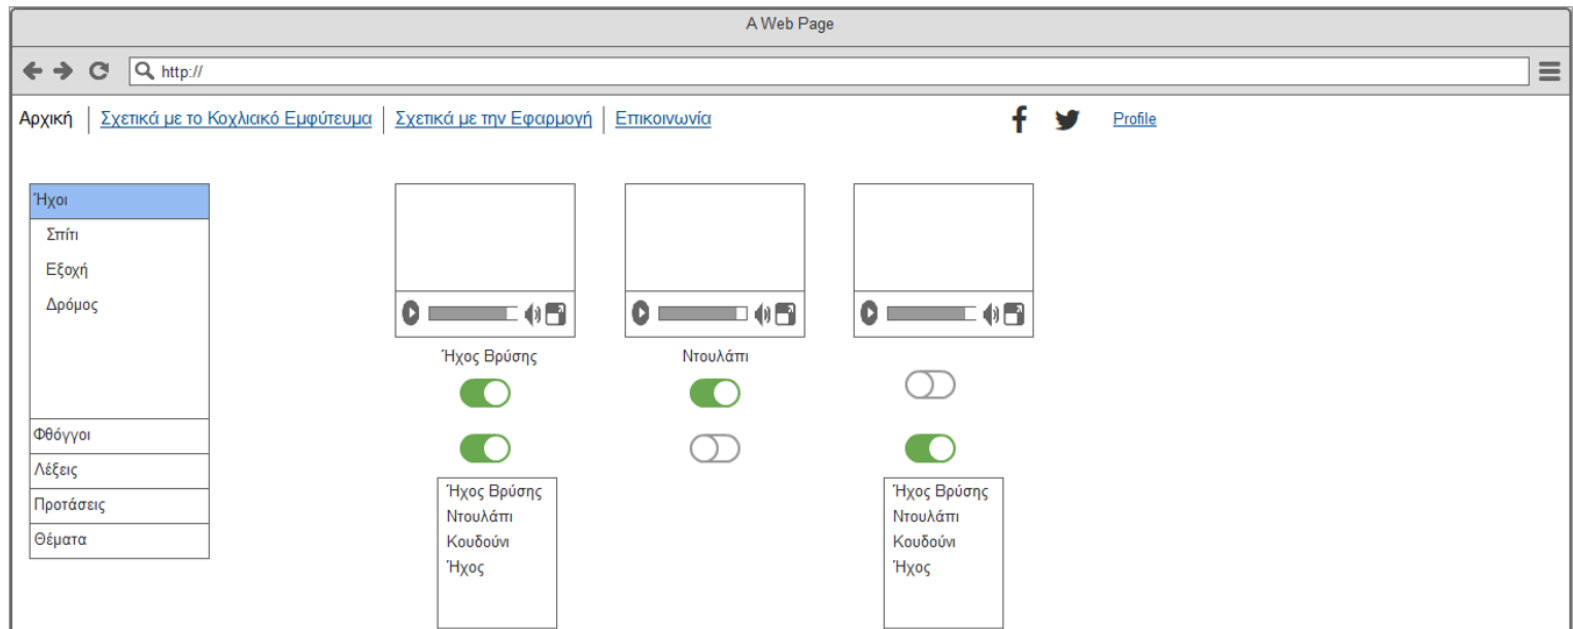 A Web Page
http://
Αρχική | Σχετικά με το Κοχλιακό Εμφύτευμα | Σχετικά με την Εφαρμογή | Επικοινωνία
Profile
Ήχοι
Σπίτι
Εξοχή
Δρόμος
Φθόγγοι
Λέξεις
Προτάσεις
Θέματα
Ήχος Βρύσης
Ντουλάπι
Ήχος Βρύσης
Ντουλάπι
Κουδούνι
Ήχος
Ήχος Βρύσης
Ντουλάπι
Κουδούνι
Ήχος